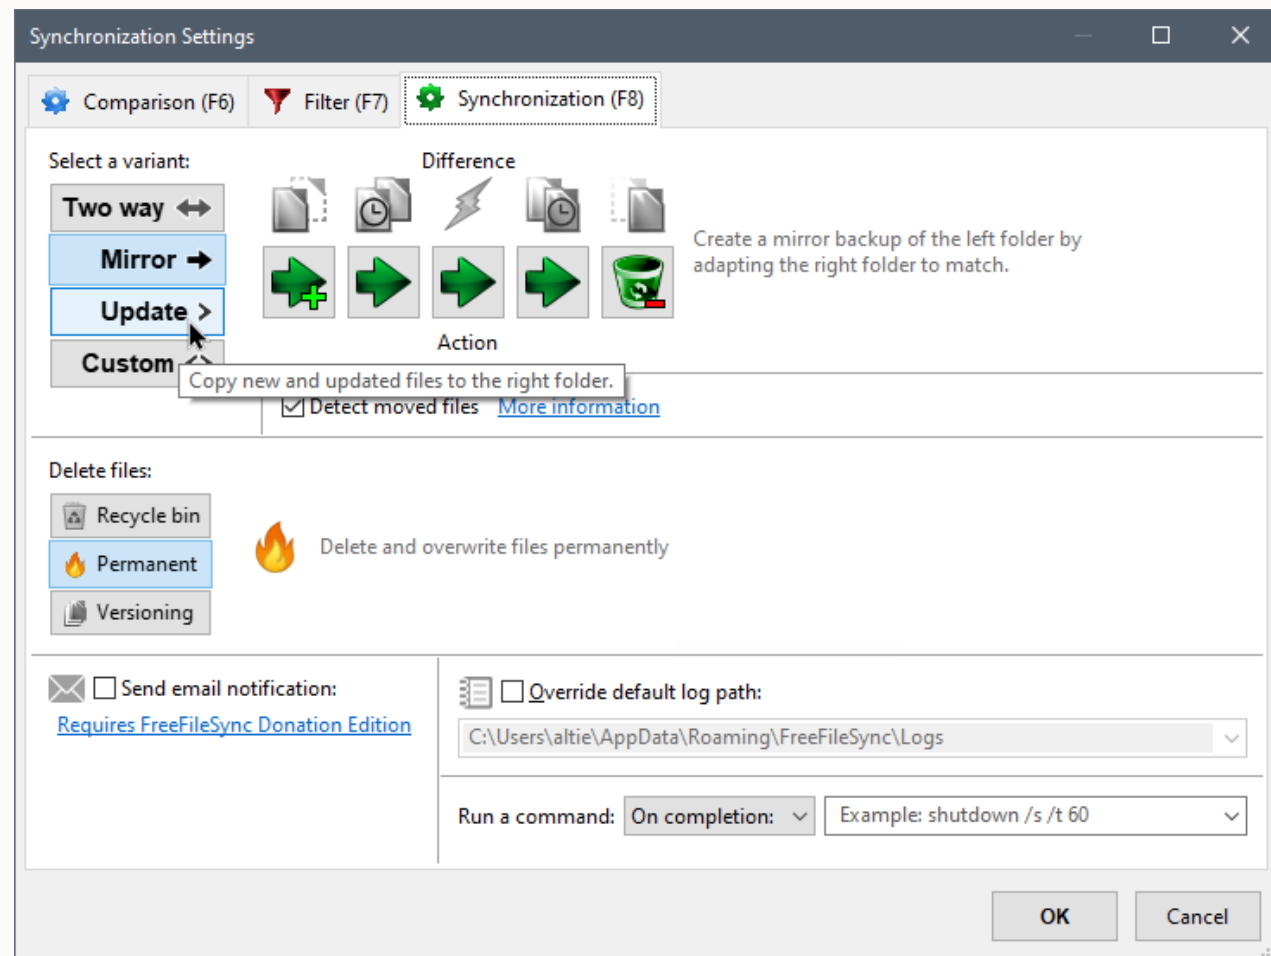 Synchronization Settings
Comparison (F6)
Filter (F7)
Synchronization (F8)
Select a variant:
Difference
Two way
Mirror
Update
Custom
Create a mirror backup of the left folder by
adapting the right folder to match.
Action
Copy new and updated files to the right folder.
Detect moved files
More information
Delete files:
Recycle bin
Permanent
Versioning
Delete and overwrite files permanently
Send email notification:
Requires FreeFileSync Donation Edition
Override default log path:
C:\Users\altie\AppData\Roaming\FreeFileSync\Logs
Run a command:
On completion:
Example: shutdown /s /t 60
OK
Cancel